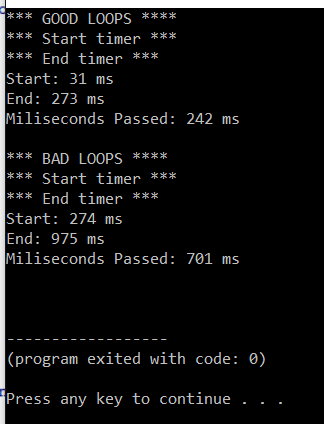 *** GOOD LOOPS ****
*** Start timer ***
*** End timer ***
Start: 31 ms
End: 273 ms
Miliseconds Passed: 242 ms
*** BAD LOOPS ****
*** Start timer ***
*** End timer ***
Start: 274 ms
End: 975 ms
Miliseconds Passed: 701 ms
------------------
(program exited with code: 0)
Press any key to continue . . .